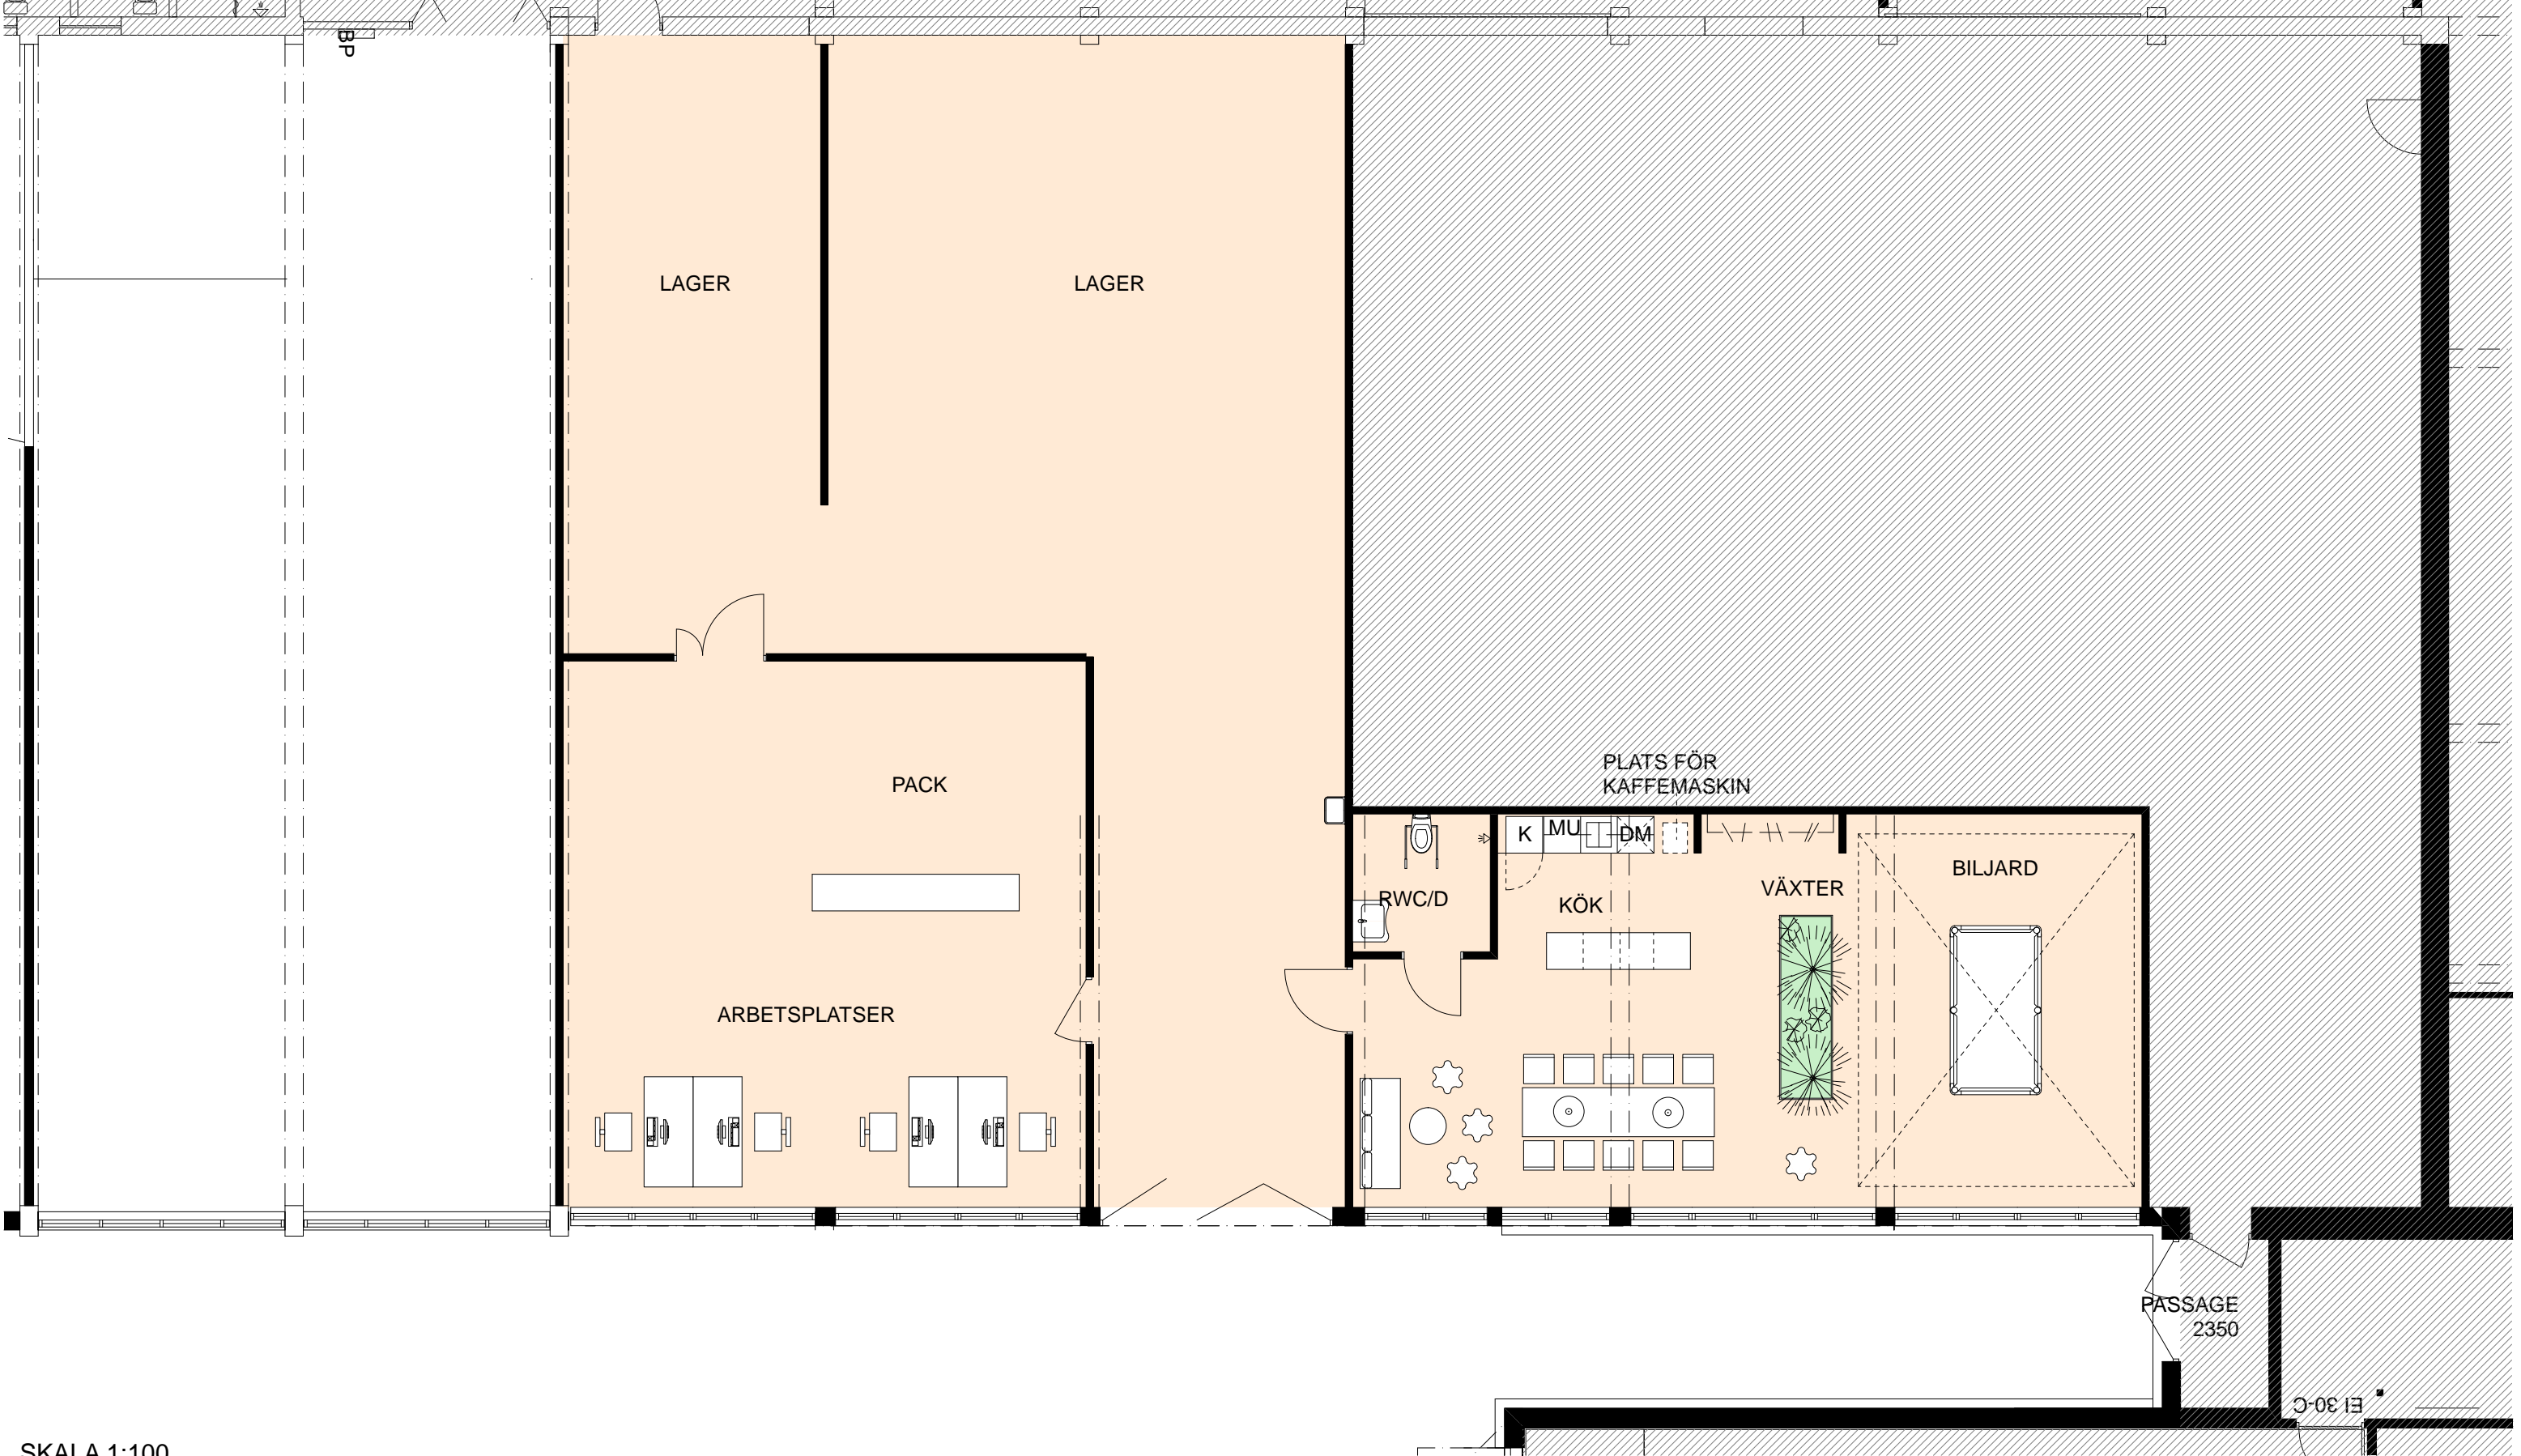 BP
LAGER
LAGER
PACK
PLATS FÖR
KAFFEMASKIN
K
MU
DM
BILJARD
VÄXTER
RWC/D
KÖK
ARBETSPLATSER
PASSAGE
2350
EI 30-C
SKALA 1:100